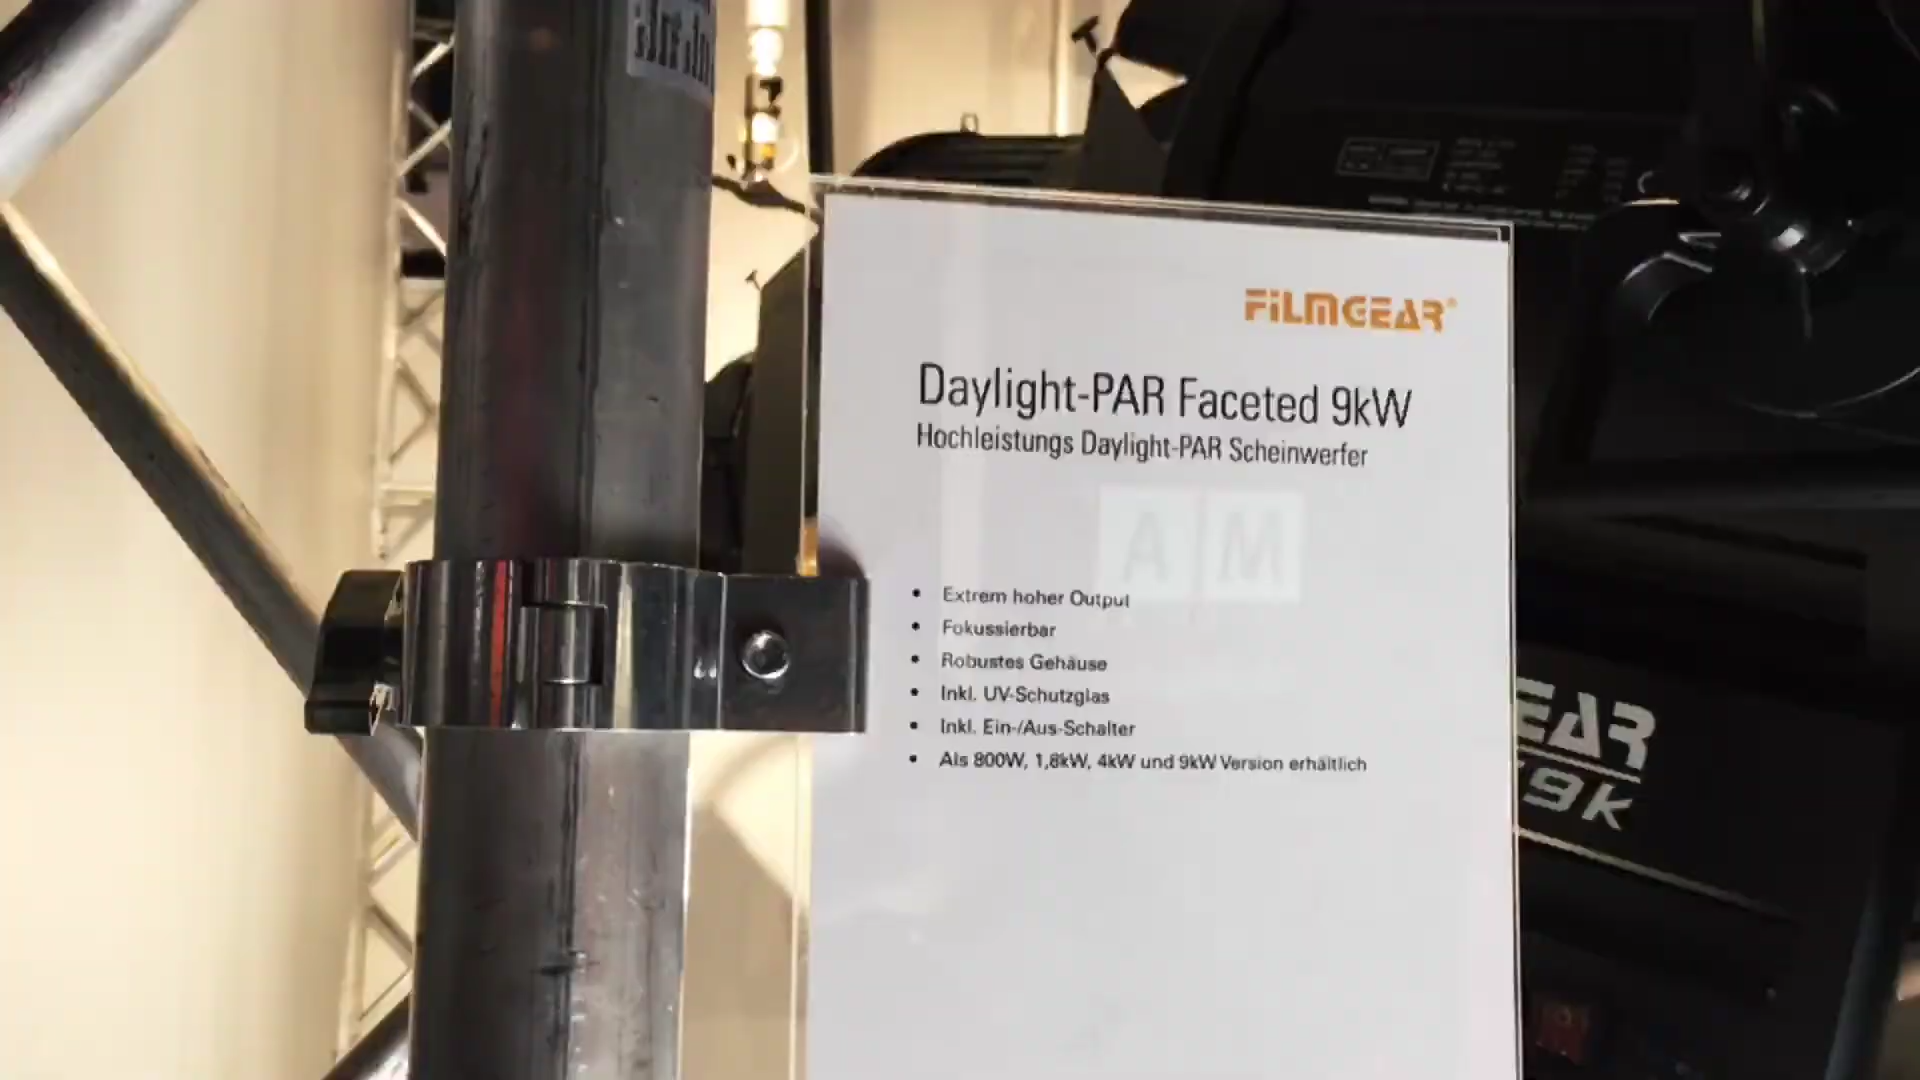 FILMGEAR®
Daylight-PAR Faceted 9kW
Hochleistungs Daylight-PAR Scheinwerfer
A M
• Extrem hoher Output
• Fokussierbar
• Robustes Gehäuse
• Inkl. UV-Schutzglas
• Inkl. Ein-/Aus-Schalter
• Als 800W, 1,8kW, 4kW und 9kW Version erhältlich
EAR
9k